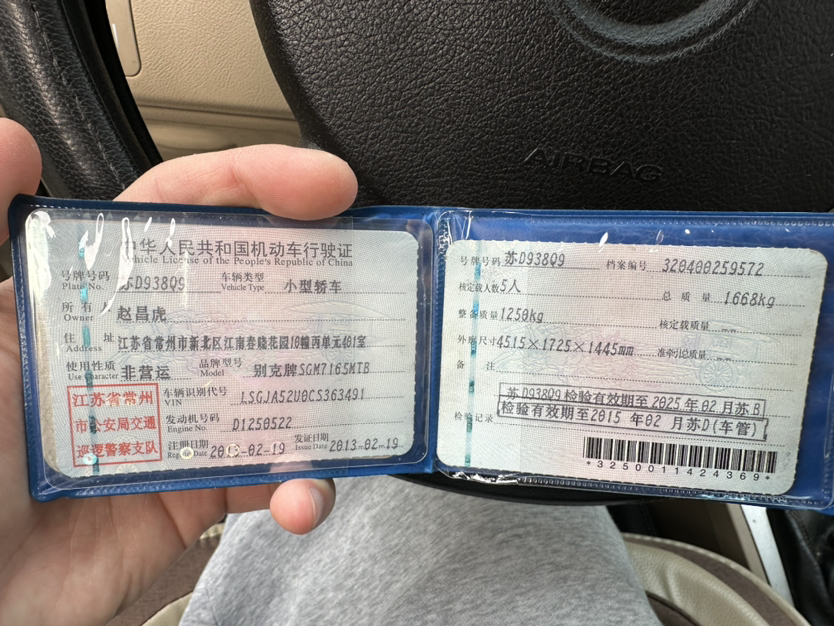 AIRBAG
中华人民共和国机动车行驶证
Vehicle License of the People's Republic of China
号牌号码 苏D938Q9 车辆类型 小型轿车
Plate No. Vehicle Type
所有人 赵昌虎
Owner
住址 江苏省常州市新北区江南春晓花园10幢丙单元401室
Address
使用性质 非营运 品牌型号 别克牌SGM7165MTB
Use Character Model
江苏省常州
市公安局交通
巡逻警察支队
车辆识别代号 LSGJA52U0CS363491
VIN
发动机号码 D1250522
Engine No.
注册日期 2013-02-19 发证日期 2013-02-19
Register Date Issue Date
号牌号码 苏D938Q9 档案编号 320400259572
核定载人数 5人 总质量 1668kg
整备质量 1250kg 核定载质量 --
外廓尺寸 4515×1725×1445mm 准牵引总质量 --
备注
检验记录
苏D938Q9 检验有效期至 2025年02月苏B
检验有效期至2015年02月苏D(车管)
*3250011424369*